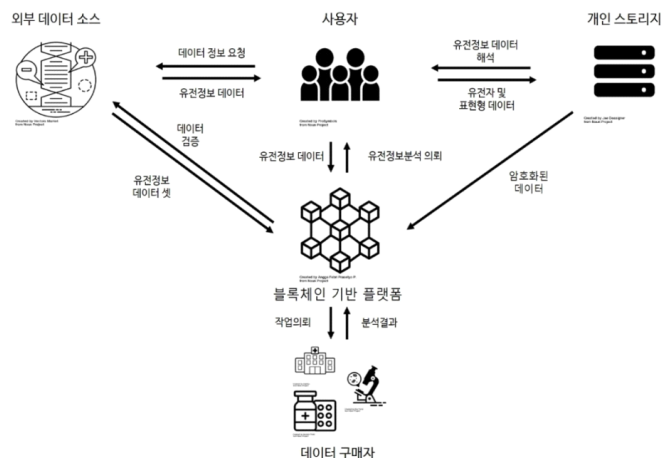 외부 데이터 소스
사용자
개인 스토리지
데이터 정보 요청
유전정보 데이터
유전정보 데이터
해석
유전자 및
표현형 데이터
데이터
검증
유전정보
데이터 셋
유전정보 데이터
유전정보분석 의뢰
암호화된
데이터
블록체인 기반 플랫폼
작업의뢰
분석결과
데이터 구매자